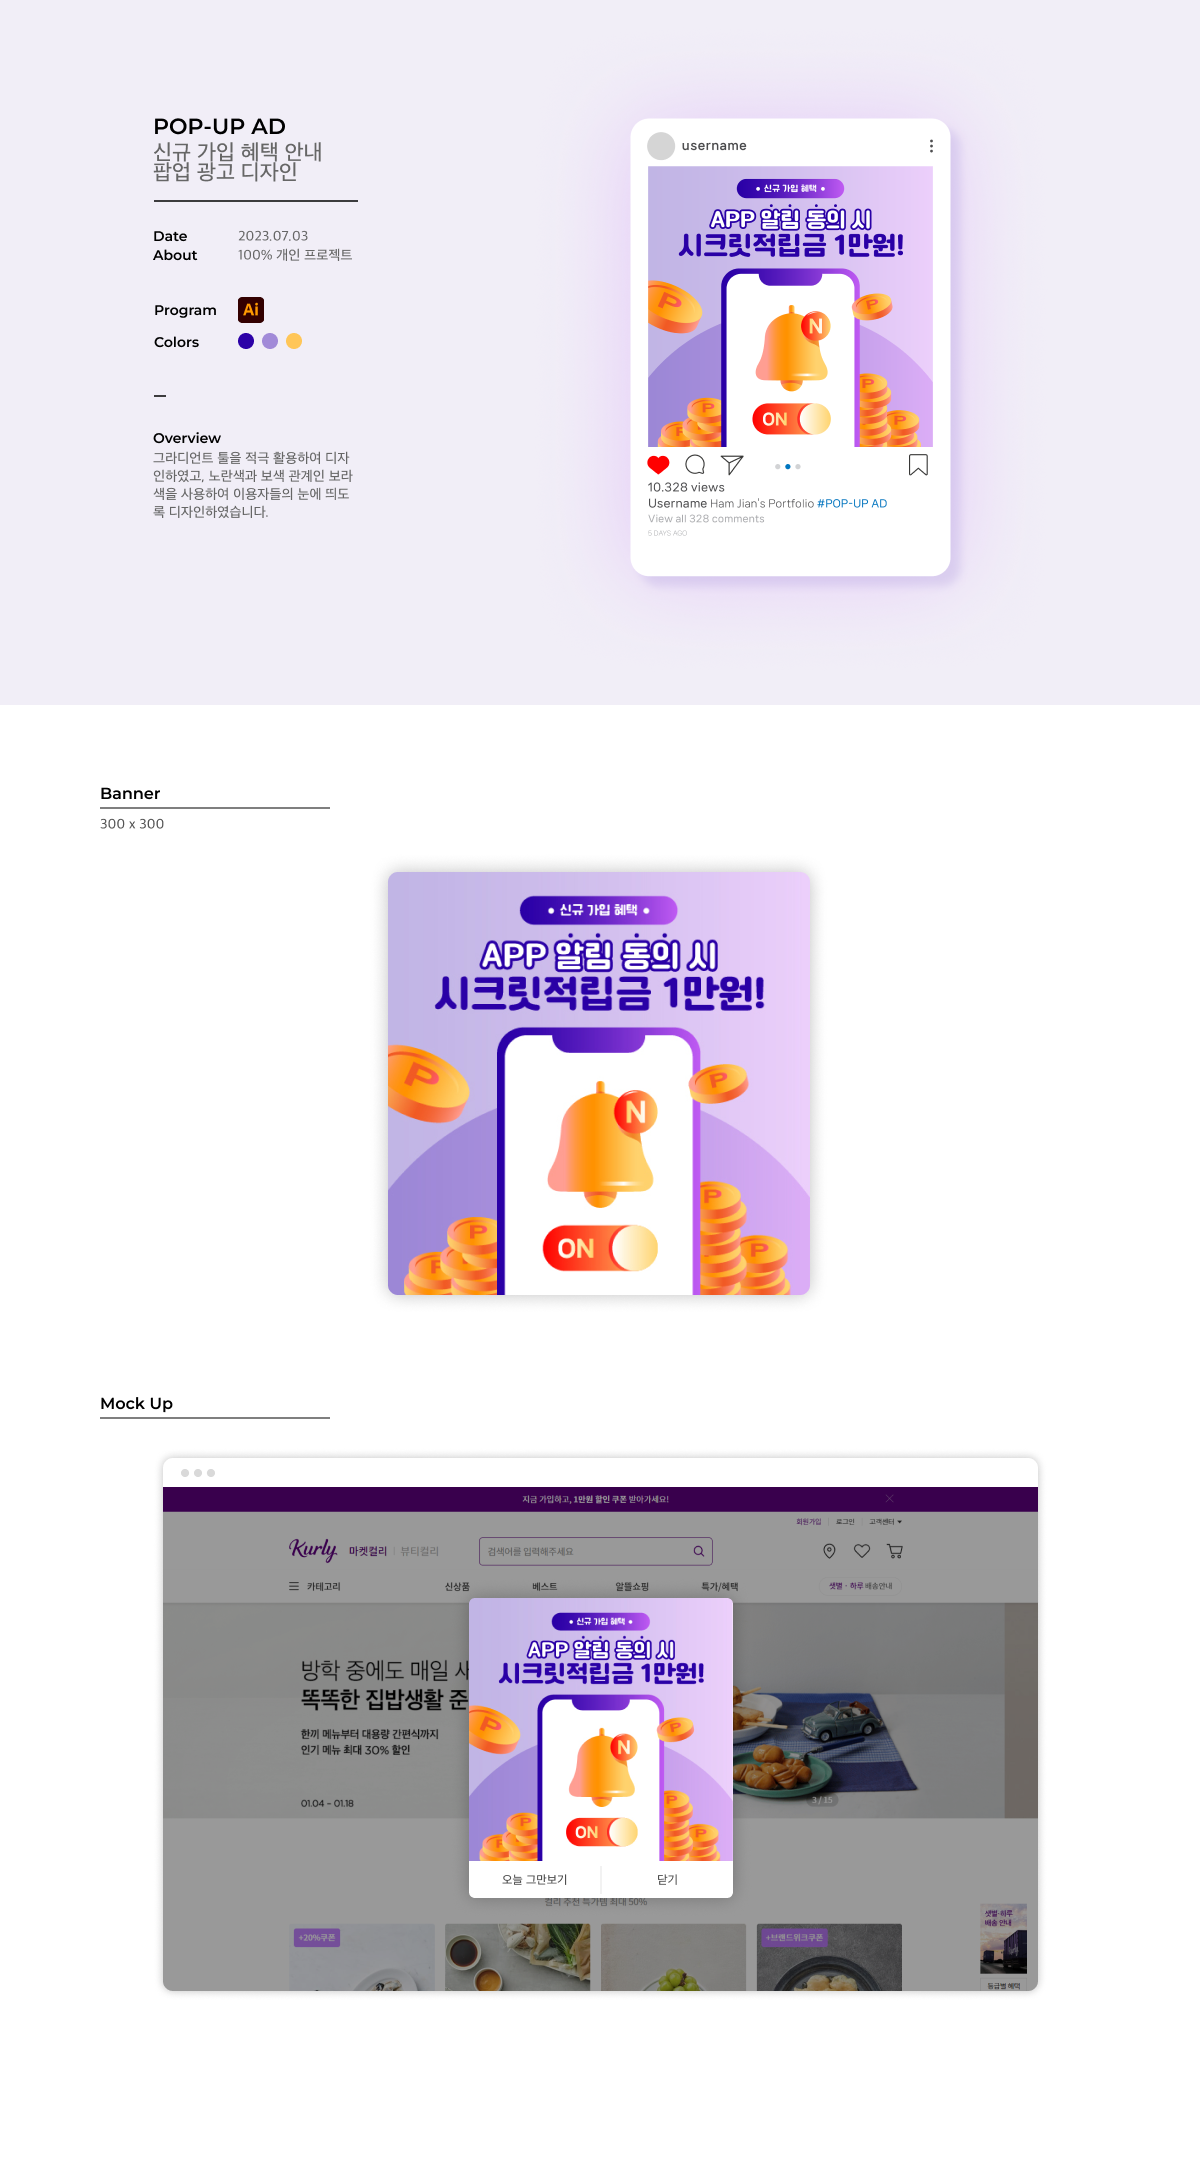 POP-UP AD
신규 가입 혜택 안내
팝업 광고 디자인
Date 2023.07.03
About 100% 개인 프로젝트
Program Ai
Colors
Overview
그라디언트 툴을 적극 활용하여 디자
인하였고, 노란색과 보색 관계인 보라
색을 사용하여 이용자들의 눈에 띄도
록 디자인하였습니다.
username
• 신규 가입 혜택 •
APP 알림 동의 시
시크릿적립금 1만원!
P
P
N
P
P
P
P
ON
10.328 views
Username Ham Jian's Portfolio #POP-UP AD
View all 328 comments
5 DAYS AGO
Banner
300 x 300
• 신규 가입 혜택 •
APP 알림 동의 시
시크릿적립금 1만원!
P
P
N
P
P
P
P
ON
Mock Up
지금 가입하고, 1만원 할인 쿠폰 받아가세요!
회원가입 로그인 고객센터
Kurly 마켓컬리 뷰티컬리
검색어를 입력해주세요
카테고리 신상품 베스트 알뜰쇼핑 특가/혜택 샛별·하루 배송안내
• 신규 가입 혜택 •
APP 알림 동의 시
시크릿적립금 1만원!
P
P
N
P
P
P
P
ON
방학 중에도 매일 새
똑똑한 집밥생활 준
한끼 메뉴부터 대용량 간편식까지
인기 메뉴 최대 30% 할인
01.04 ~ 01.18
3 / 15
오늘 그만보기 닫기
컬리 추천 특가템 최대 50%
+20%쿠폰
+브랜드위크쿠폰
샛별·하루
배송 안내
등급별 혜택